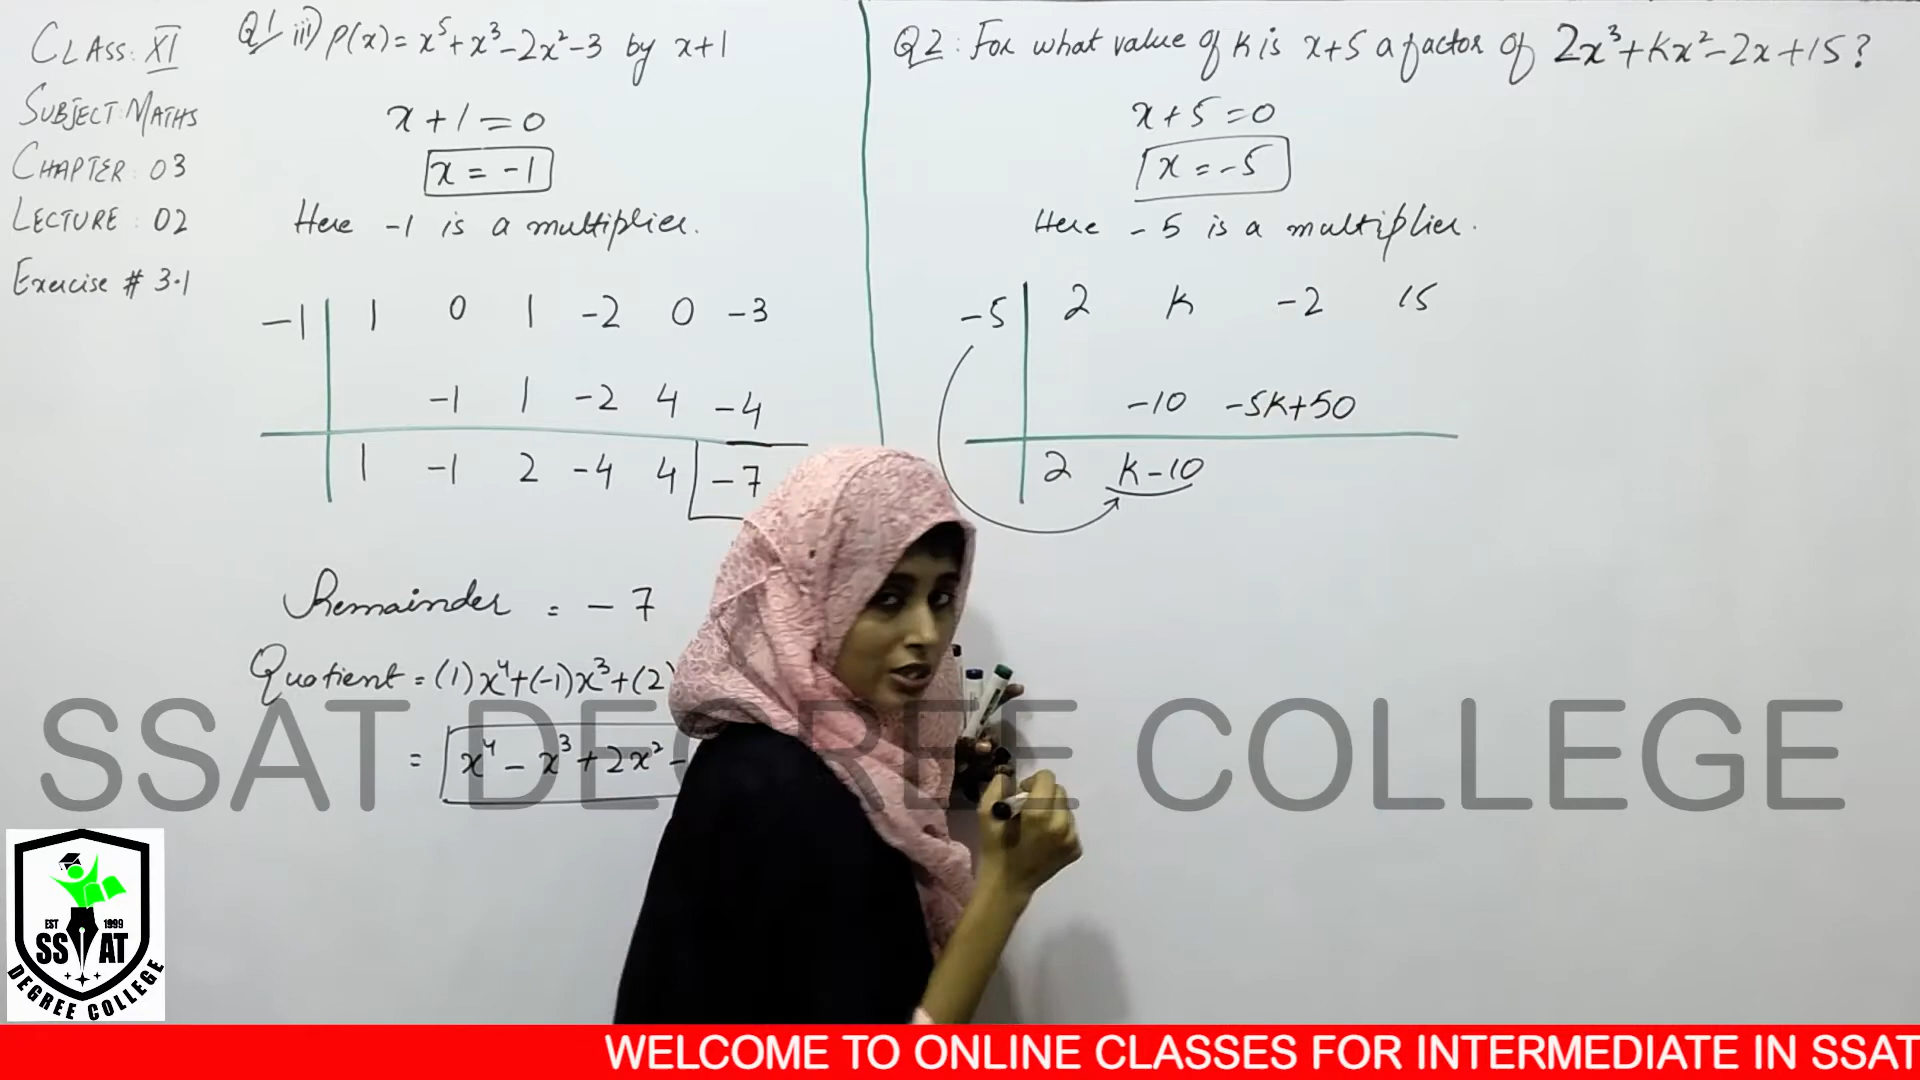 CLASS: XI
SUBJECT: MATHS
CHAPTER: 03
LECTURE: 02
Exercise # 3.1
Q1 iii) P(x) = x⁵+x³-2x²-3 by x+1
x+1=0
x = -1
Here -1 is a multiplier.
-1 1 0 1 -2 0 -3
-1 1 -2 4 -4
1 -1 2 -4 4 -7
Remainder = -7
Quotient = (1)x⁴+(-1)x³+(2)
= x⁴-x³+2x²-
Q2: For what value of K is x+5 a factor of 2x³+Kx²-2x+15?
x+5=0
x = -5
Here -5 is a multiplier.
-5 2 K -2 15
-10 -5K+50
2 K-10
SSAT DEGREE COLLEGE
EST 1999
SSAT
DEGREE COLLEGE
WELCOME TO ONLINE CLASSES FOR INTERMEDIATE IN SSAT